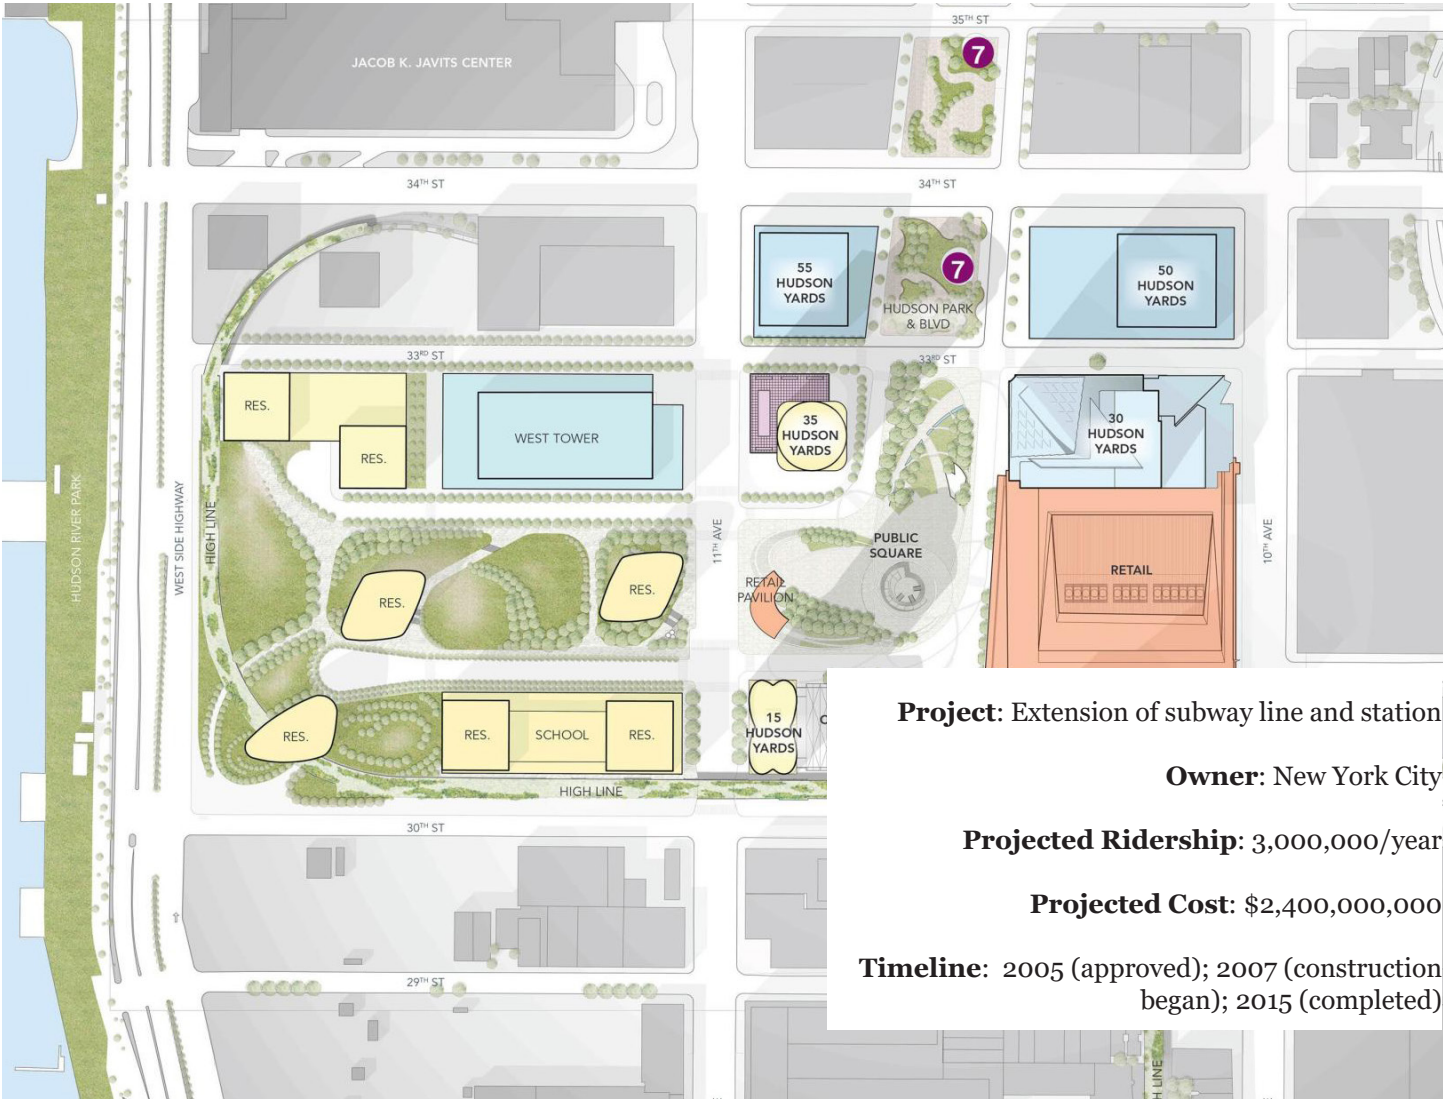 35TH ST
7
JACOB K. JAVITS CENTER
34TH ST
34TH ST
55
HUDSON
YARDS
7
HUDSON PARK
& BLVD
50
HUDSON
YARDS
33RD ST
33RD ST
RES.
RES.
WEST TOWER
35
HUDSON
YARDS
30
HUDSON
YARDS
HUDSON RIVER PARK
WEST SIDE HIGHWAY
HIGH LINE
11TH AVE
10TH AVE
PUBLIC
SQUARE
RETAIL
RETAIL
PAVILION
RES.
RES.
RES.
RES.
SCHOOL
RES.
15
HUDSON
YARDS
HIGH LINE
30TH ST
29TH ST
Project: Extension of subway line and station
Owner: New York City
Projected Ridership: 3,000,000/year
Projected Cost: $2,400,000,000
Timeline: 2005 (approved); 2007 (construction
began); 2015 (completed)
H LINE